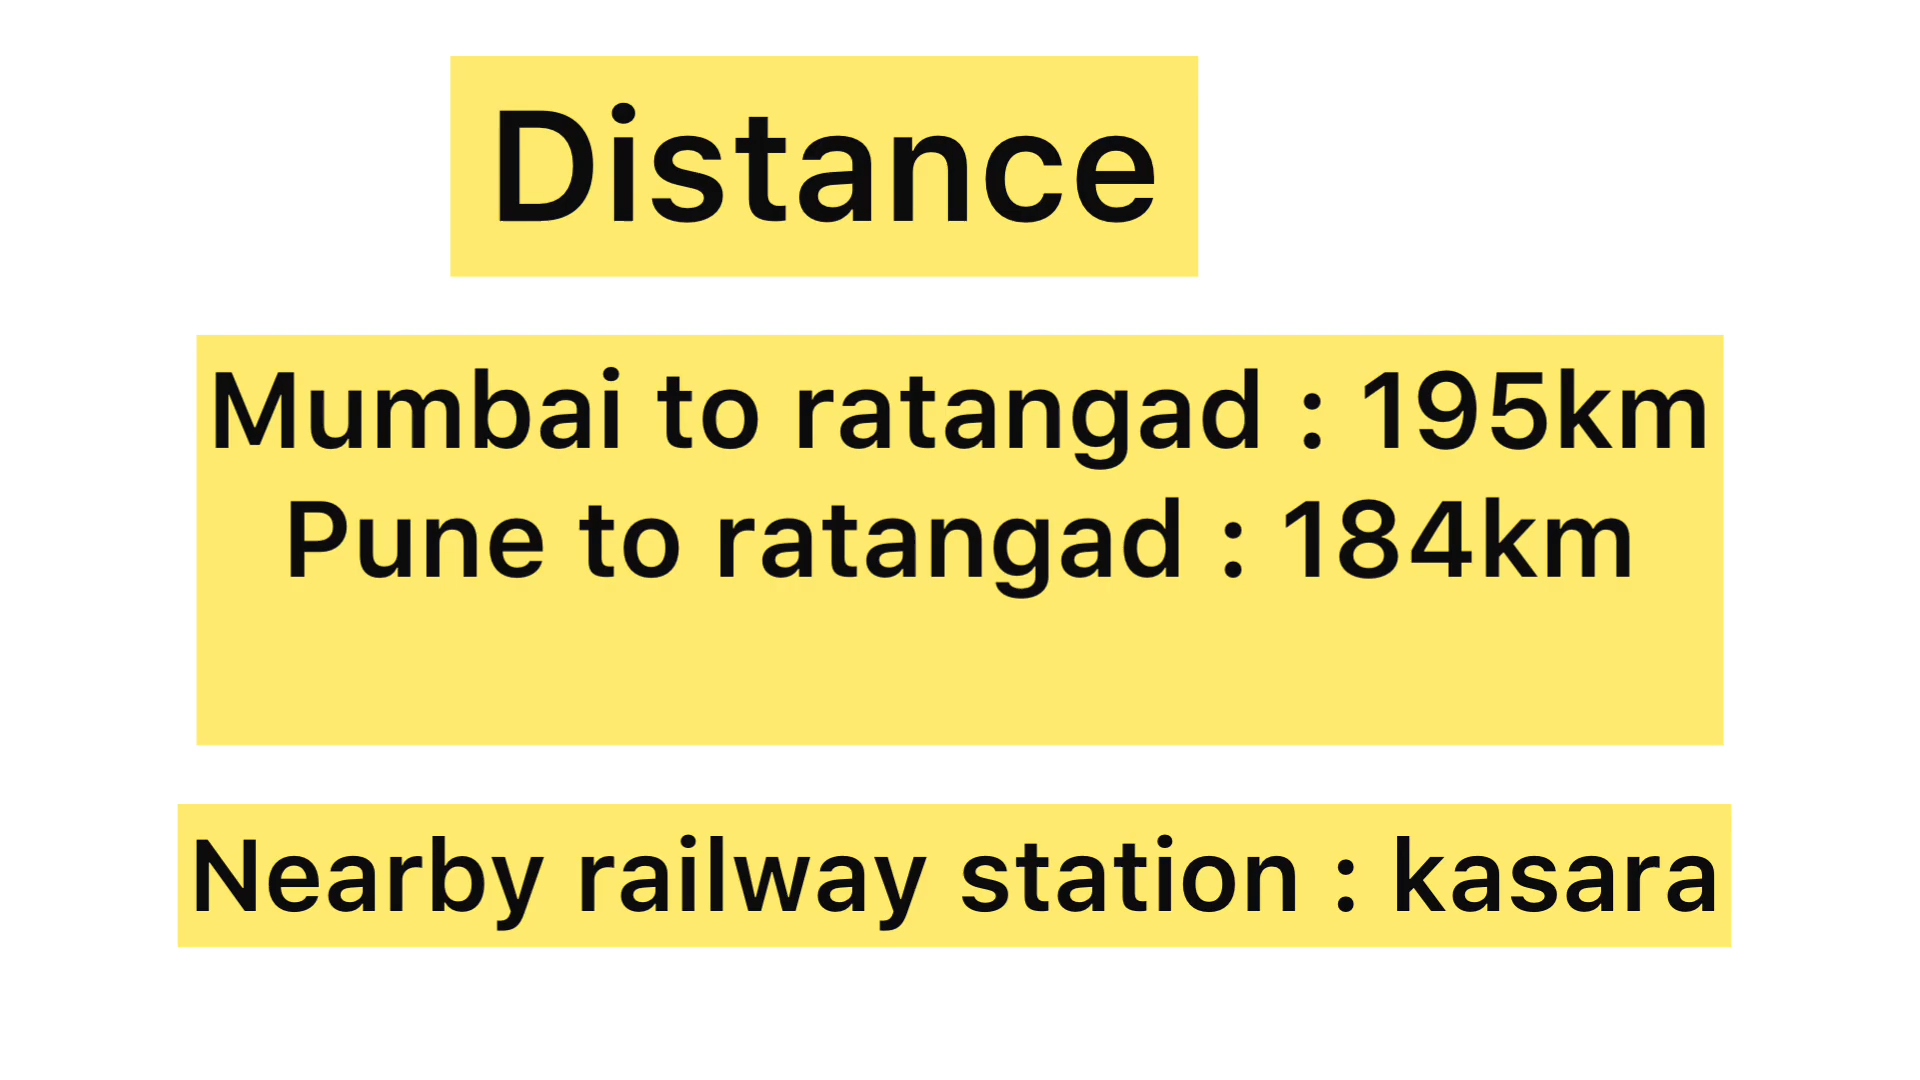 Distance
Mumbai to ratangad : 195km
Pune to ratangad : 184km
Nearby railway station : kasara